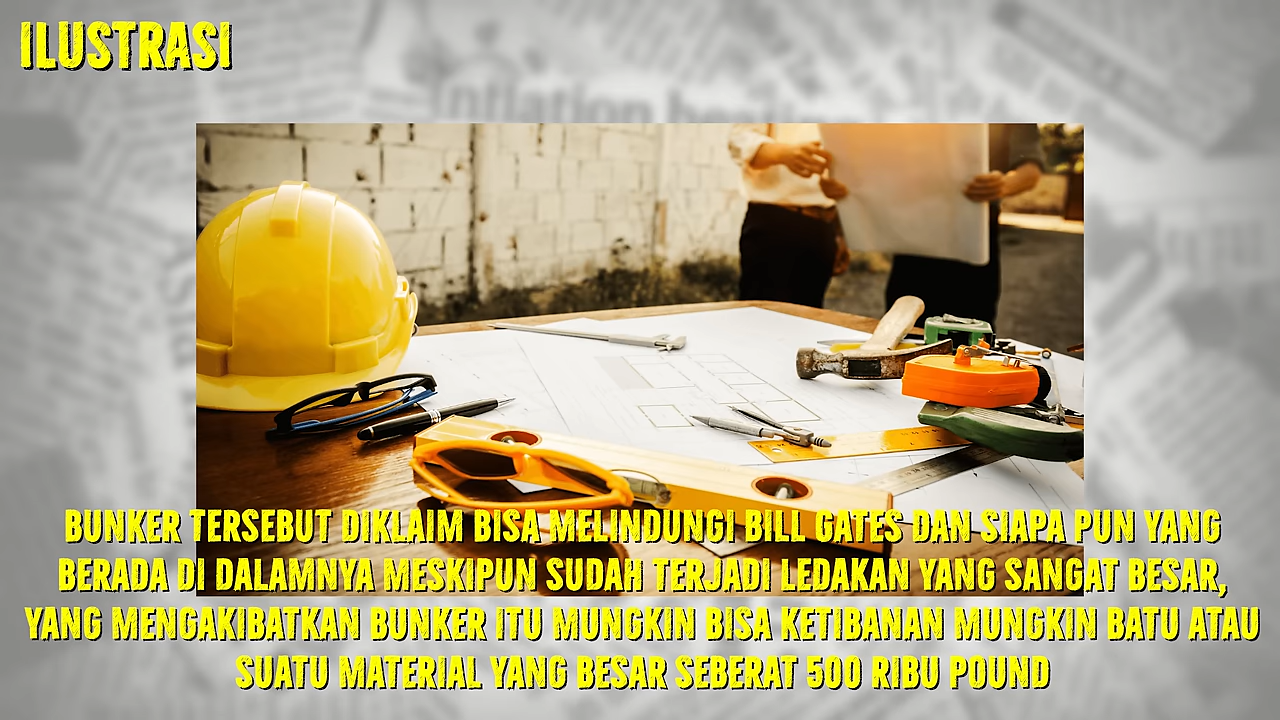 ILUSTRASI
Inflation
BUNKER TERSEBUT DIKLAIM BISA MELINDUNGI BILL GATES DAN SIAPA PUN YANG
BERADA DI DALAMNYA MESKIPUN SUDAH TERJADI LEDAKAN YANG SANGAT BESAR,
YANG MENGAKIBATKAN BUNKER ITU MUNGKIN BISA KETIBANAN MUNGKIN BATU ATAU
SUATU MATERIAL YANG BESAR SEBERAT 500 RIBU POUND